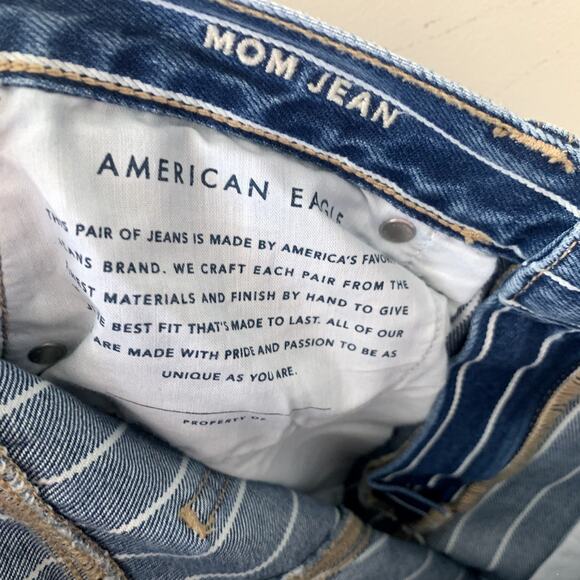 MOM JEAN
AMERICAN EAGLE
THIS PAIR OF JEANS IS MADE BY AMERICA'S
JEANS BRAND. WE CRAFT EACH PAIR FROM THE
MATERIALS AND FINISH BY HAND TO GIVE
BEST FIT THAT'S MADE TO LAST. ALL OF OUR
ARE MADE WITH PRIDE AND PASSION TO BE AS
UNIQUE AS YOU ARE.
PROPERTY OF